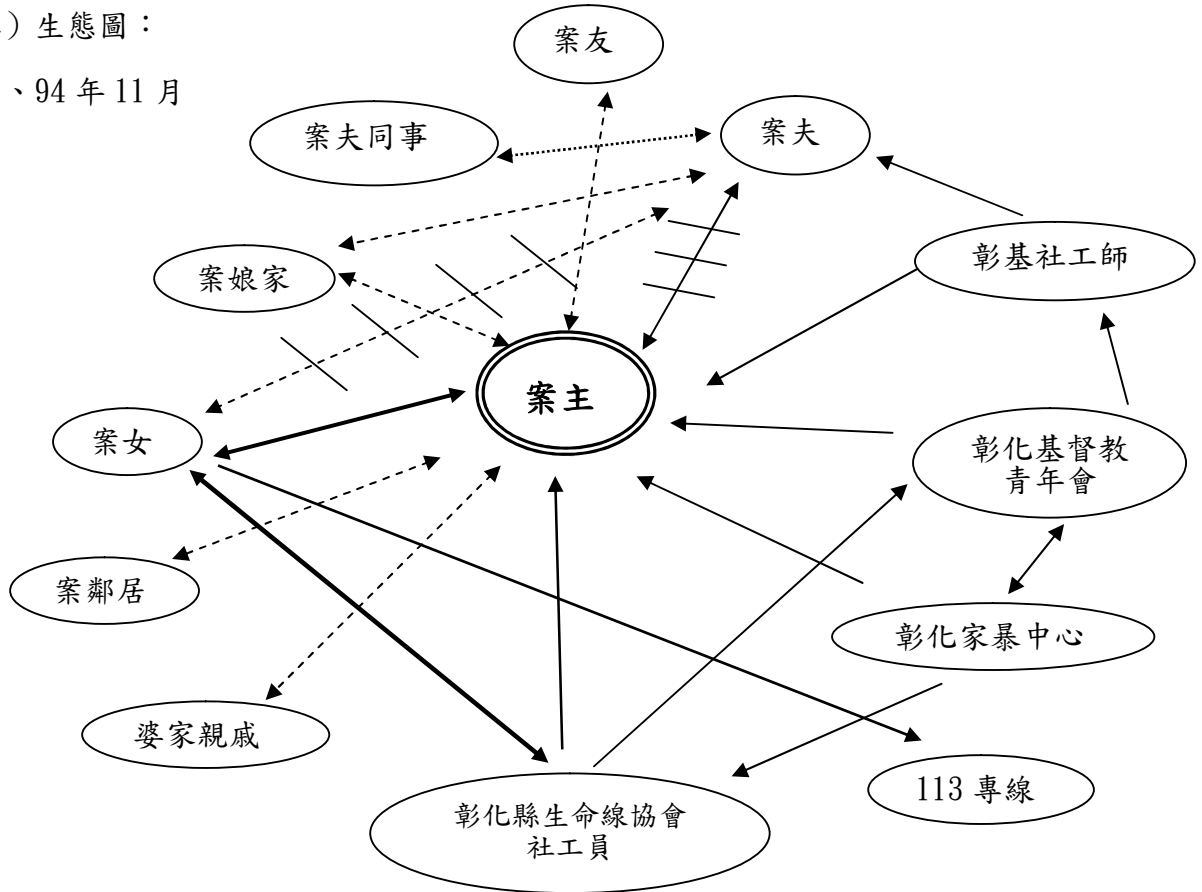 ）生態圖：
、94 年 11 月
案友
案夫同事
案夫
彰基社工師
案娘家
案主
案女
彰化基督教
青年會
案鄰居
彰化家暴中心
婆家親戚
113 專線
彰化縣生命線協會
社工員